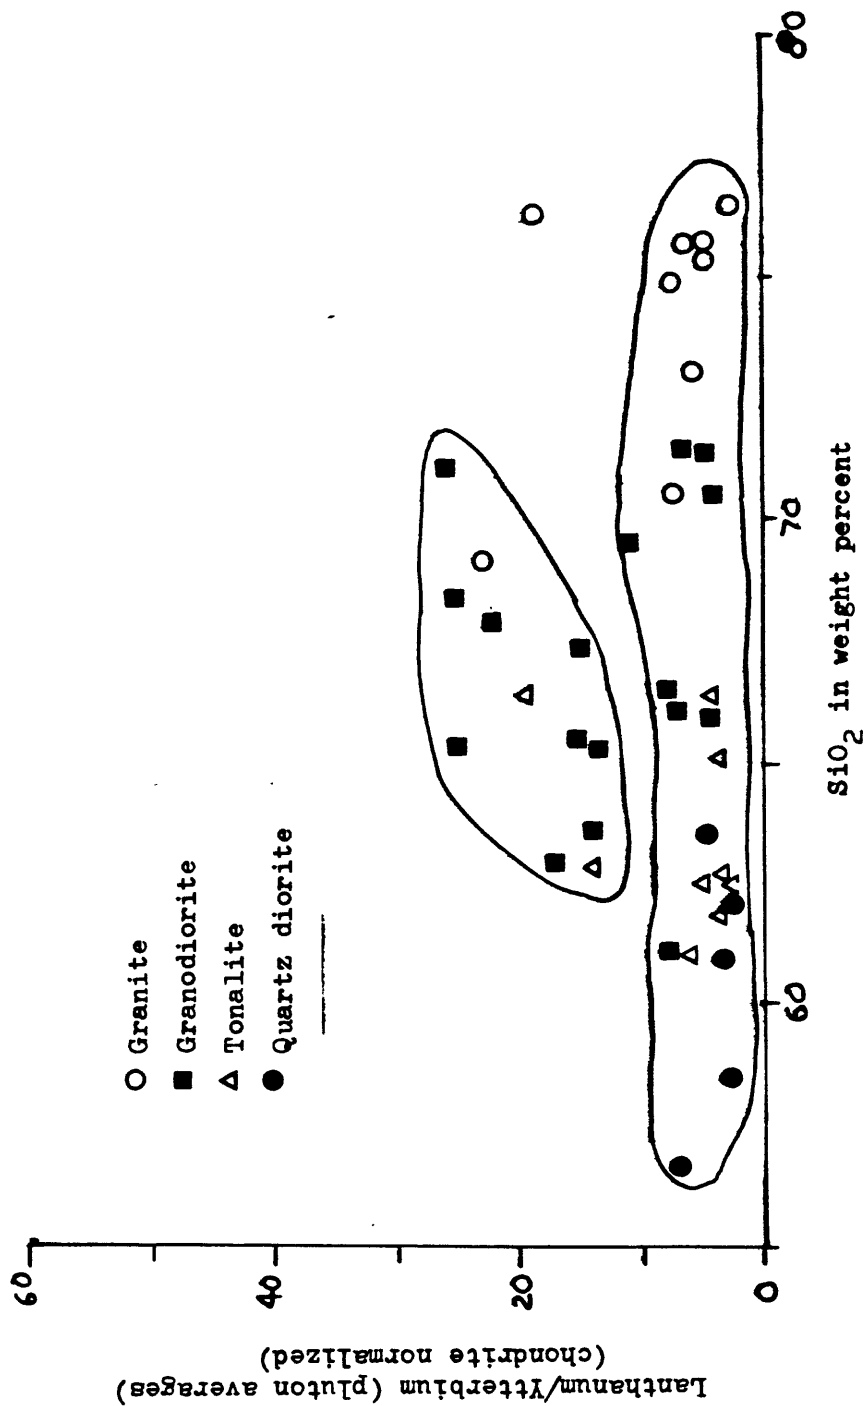 Lanthanum/Ytterbium (pluton averages)
(chondrite normalized)
60
40
20
0
Granite
Granodiorite
Tonalite
Quartz diorite
60
70
80
SiO2 in weight percent